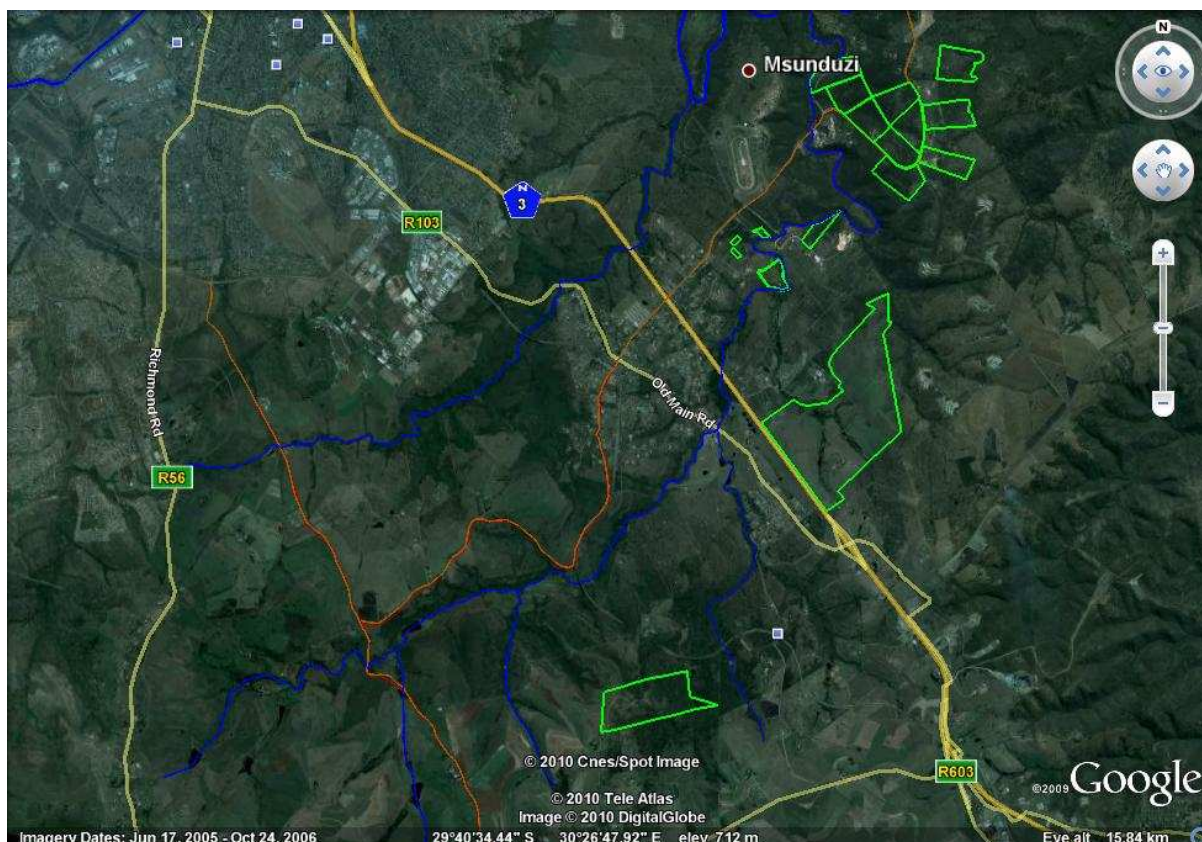 N
Msunduzi
N
3
R103
Richmond Rd
Old Main Rd
R56
R603
© 2010 Cnes/Spot Image
© 2010 Tele Atlas
Image © 2010 DigitalGlobe
©2009 Google
Imagery Dates: Jun 17, 2005 - Oct 24, 2006 29°40'34.44" S 30°26'47.92" E elev 712 m Eye alt 15.84 km